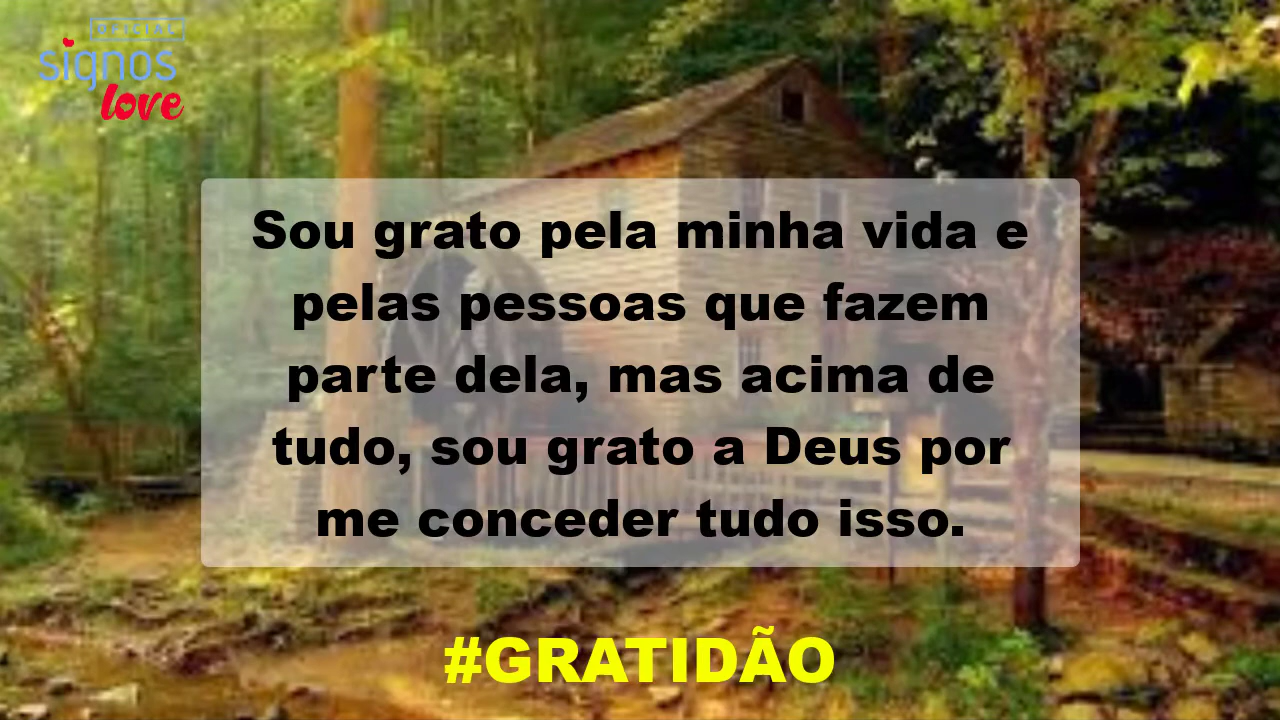 OFICIAL
signos
love
Sou grato pela minha vida e
pelas pessoas que fazem
parte dela, mas acima de
tudo, sou grato a Deus por
me conceder tudo isso.
#GRATIDÃO